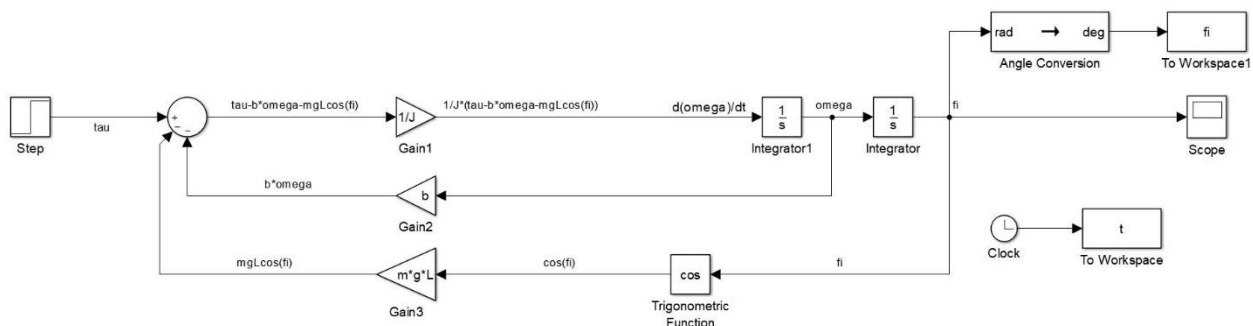 rad → deg
fi
Angle Conversion
To Workspace1
tau-b*omega-mgLcos(fi)
1/J*(tau-b*omega-mgLcos(fi))
d(omega)/dt
omega
fi
+
−
−
1/J
1
s
1
s
tau
Step
Gain1
Integrator1
Integrator
Scope
b*omega
b
Gain2
t
Clock
To Workspace
mgLcos(fi)
m*g*L
cos(fi)
cos
fi
Gain3
Trigonometric
Function